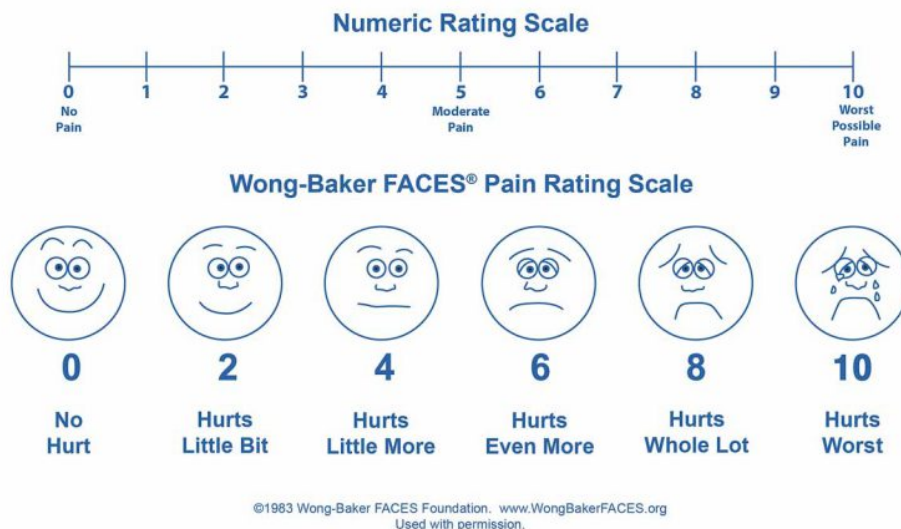 Numeric Rating Scale
0 1 2 3 4 5 6 7 8 9 10
No Moderate Worst
Pain Pain Possible
Pain
Wong-Baker FACES® Pain Rating Scale
0 2 4 6 8 10
No Hurts Hurts Hurts Hurts Hurts
Hurt Little Bit Little More Even More Whole Lot Worst
©1983 Wong-Baker FACES Foundation. www.WongBakerFACES.org
Used with permission.